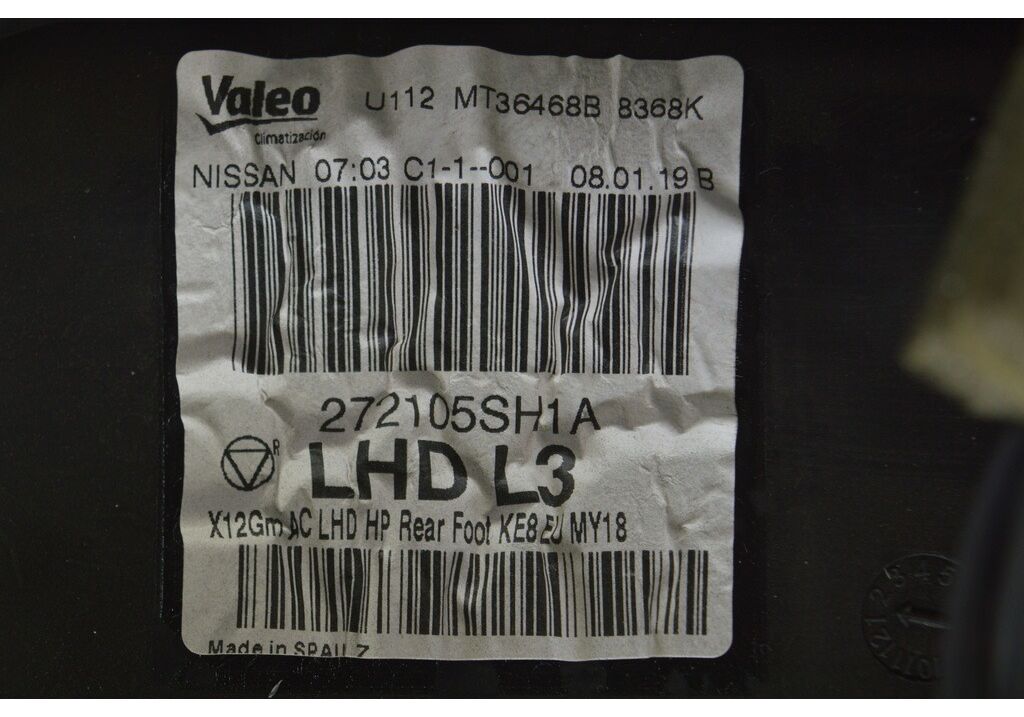 Valeo U112 MT36468B 8368K
Climatización
NISSAN 07:03 C1-1--001 08.01.19 B
272105SH1A
R
LHD L3
X12Gm AC LHD HP Rear Foot KE8 EU MY18
Made in